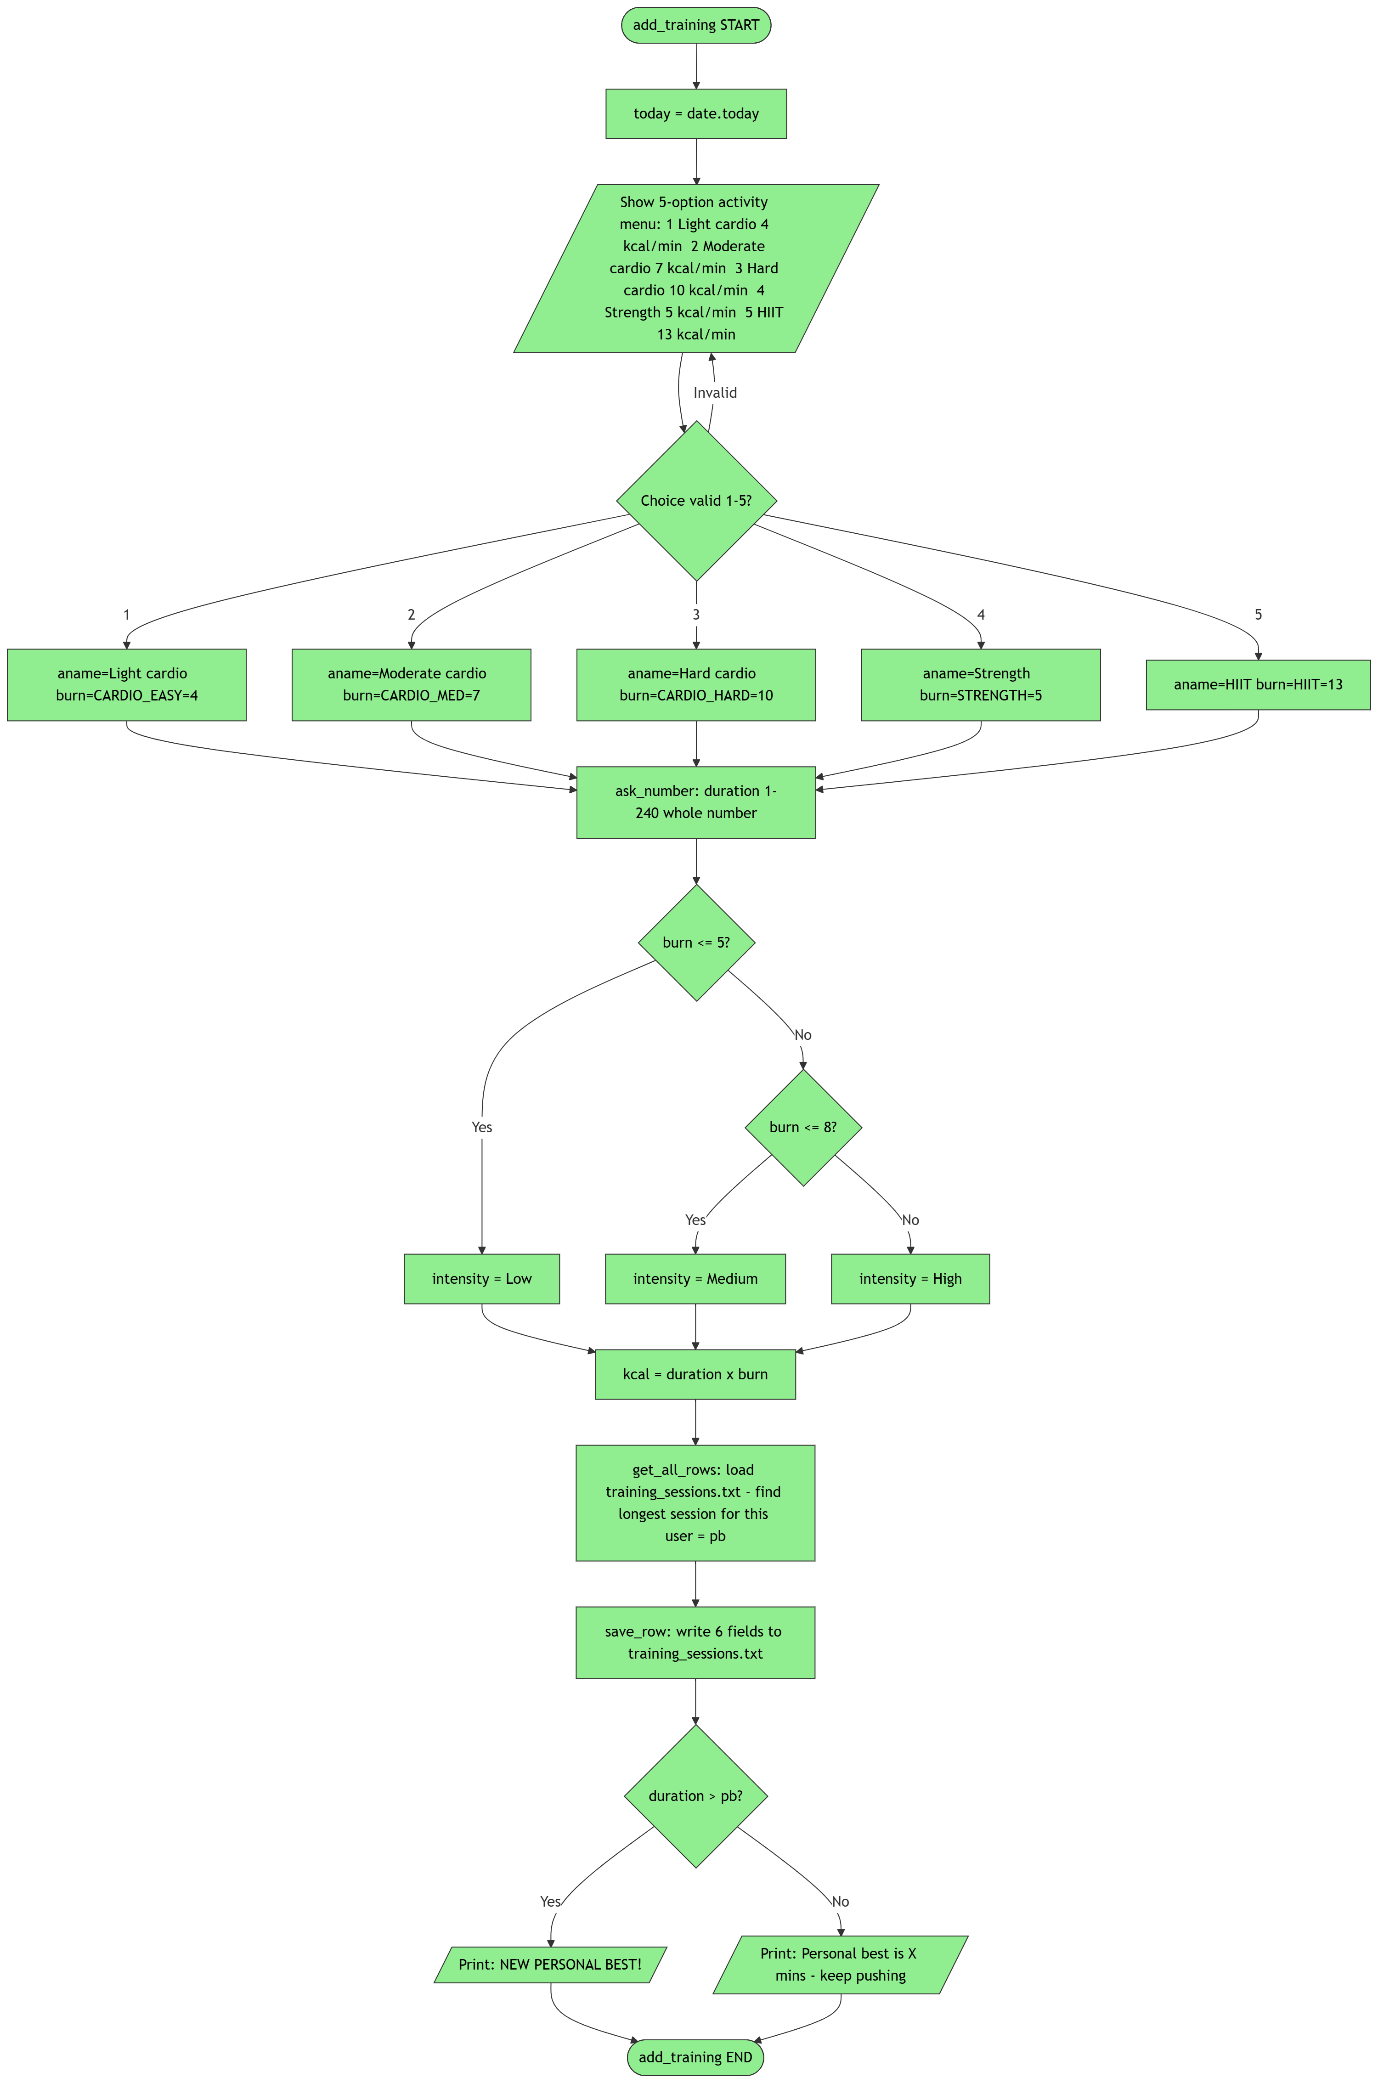 add_training START
today = date.today
Show 5-option activity
menu: 1 Light cardio 4
kcal/min 2 Moderate
cardio 7 kcal/min 3 Hard
cardio 10 kcal/min 4
Strength 5 kcal/min 5 HIIT
13 kcal/min
Invalid
Choice valid 1-5?
1
2
3
4
5
aname=Light cardio
burn=CARDIO_EASY=4
aname=Moderate cardio
burn=CARDIO_MED=7
aname=Hard cardio
burn=CARDIO_HARD=10
aname=Strength
burn=STRENGTH=5
aname=HIIT burn=HIIT=13
ask_number: duration 1-
240 whole number
burn <= 5?
No
Yes
burn <= 8?
Yes
No
intensity = Low
intensity = Medium
intensity = High
kcal = duration x burn
get_all_rows: load
training_sessions.txt - find
longest session for this
user = pb
save_row: write 6 fields to
training_sessions.txt
duration > pb?
Yes
No
Print: NEW PERSONAL BEST!
Print: Personal best is X
mins - keep pushing
add_training END